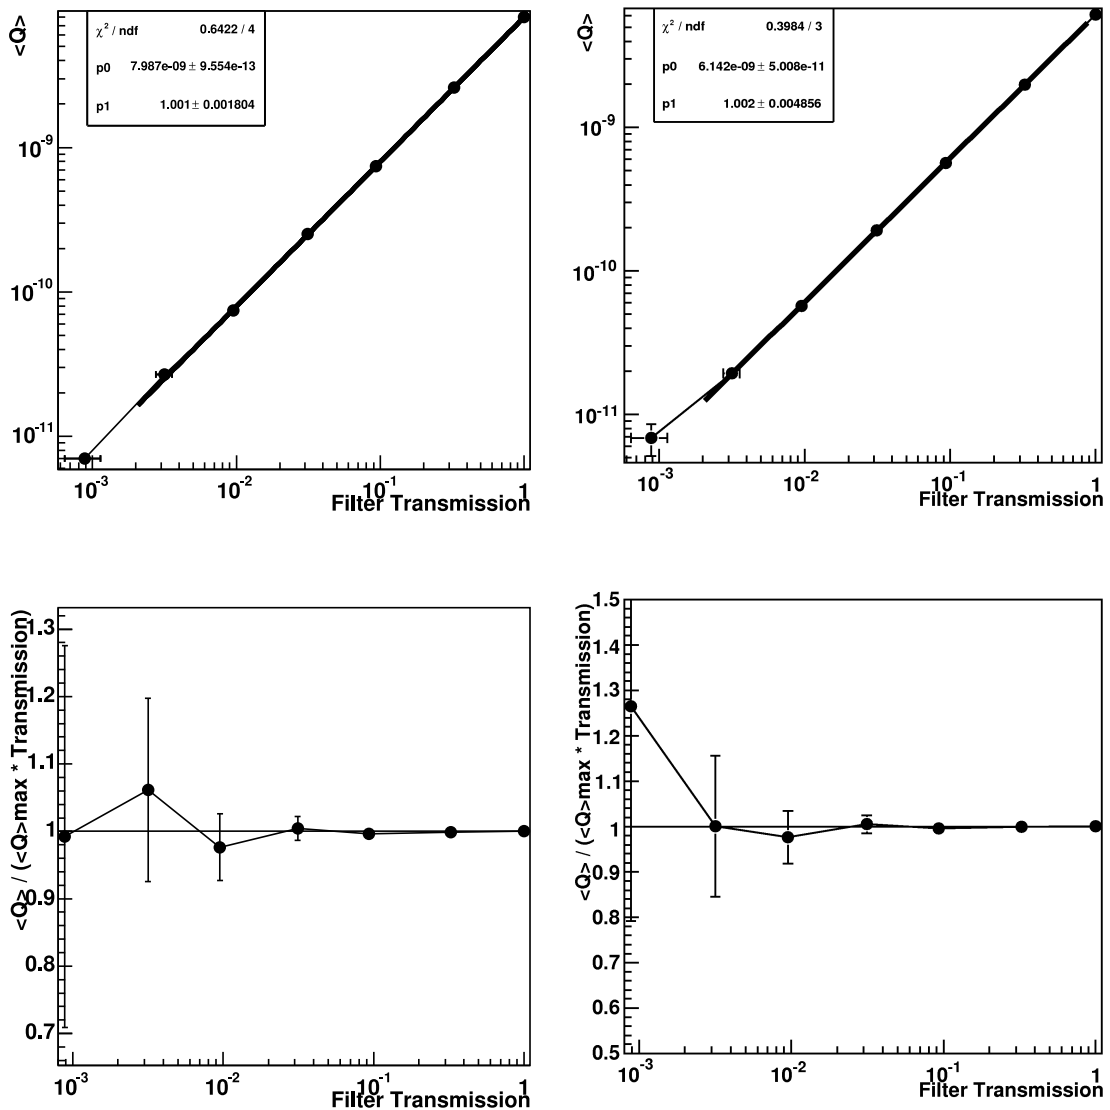 <Q>
χ² / ndf 0.6422 / 4
p0 7.987e-09 ± 9.554e-13
p1 1.001 ± 0.001804
10⁻⁹
10⁻¹⁰
10⁻¹¹
10⁻³ 10⁻² 10⁻¹ 1
Filter Transmission
<Q>
χ² / ndf 0.3984 / 3
p0 6.142e-09 ± 5.008e-11
p1 1.002 ± 0.004856
10⁻⁹
10⁻¹⁰
10⁻¹¹
10⁻³ 10⁻² 10⁻¹ 1
Filter Transmission
<Q> / (<Q>max * Transmission)
1.3
1.2
1.1
1
0.9
0.8
0.7
10⁻³ 10⁻² 10⁻¹ 1
Filter Transmission
<Q> / (<Q>max * Transmission)
1.5
1.4
1.3
1.2
1.1
1
0.9
0.8
0.7
0.6
0.5
10⁻³ 10⁻² 10⁻¹ 1
Filter Transmission